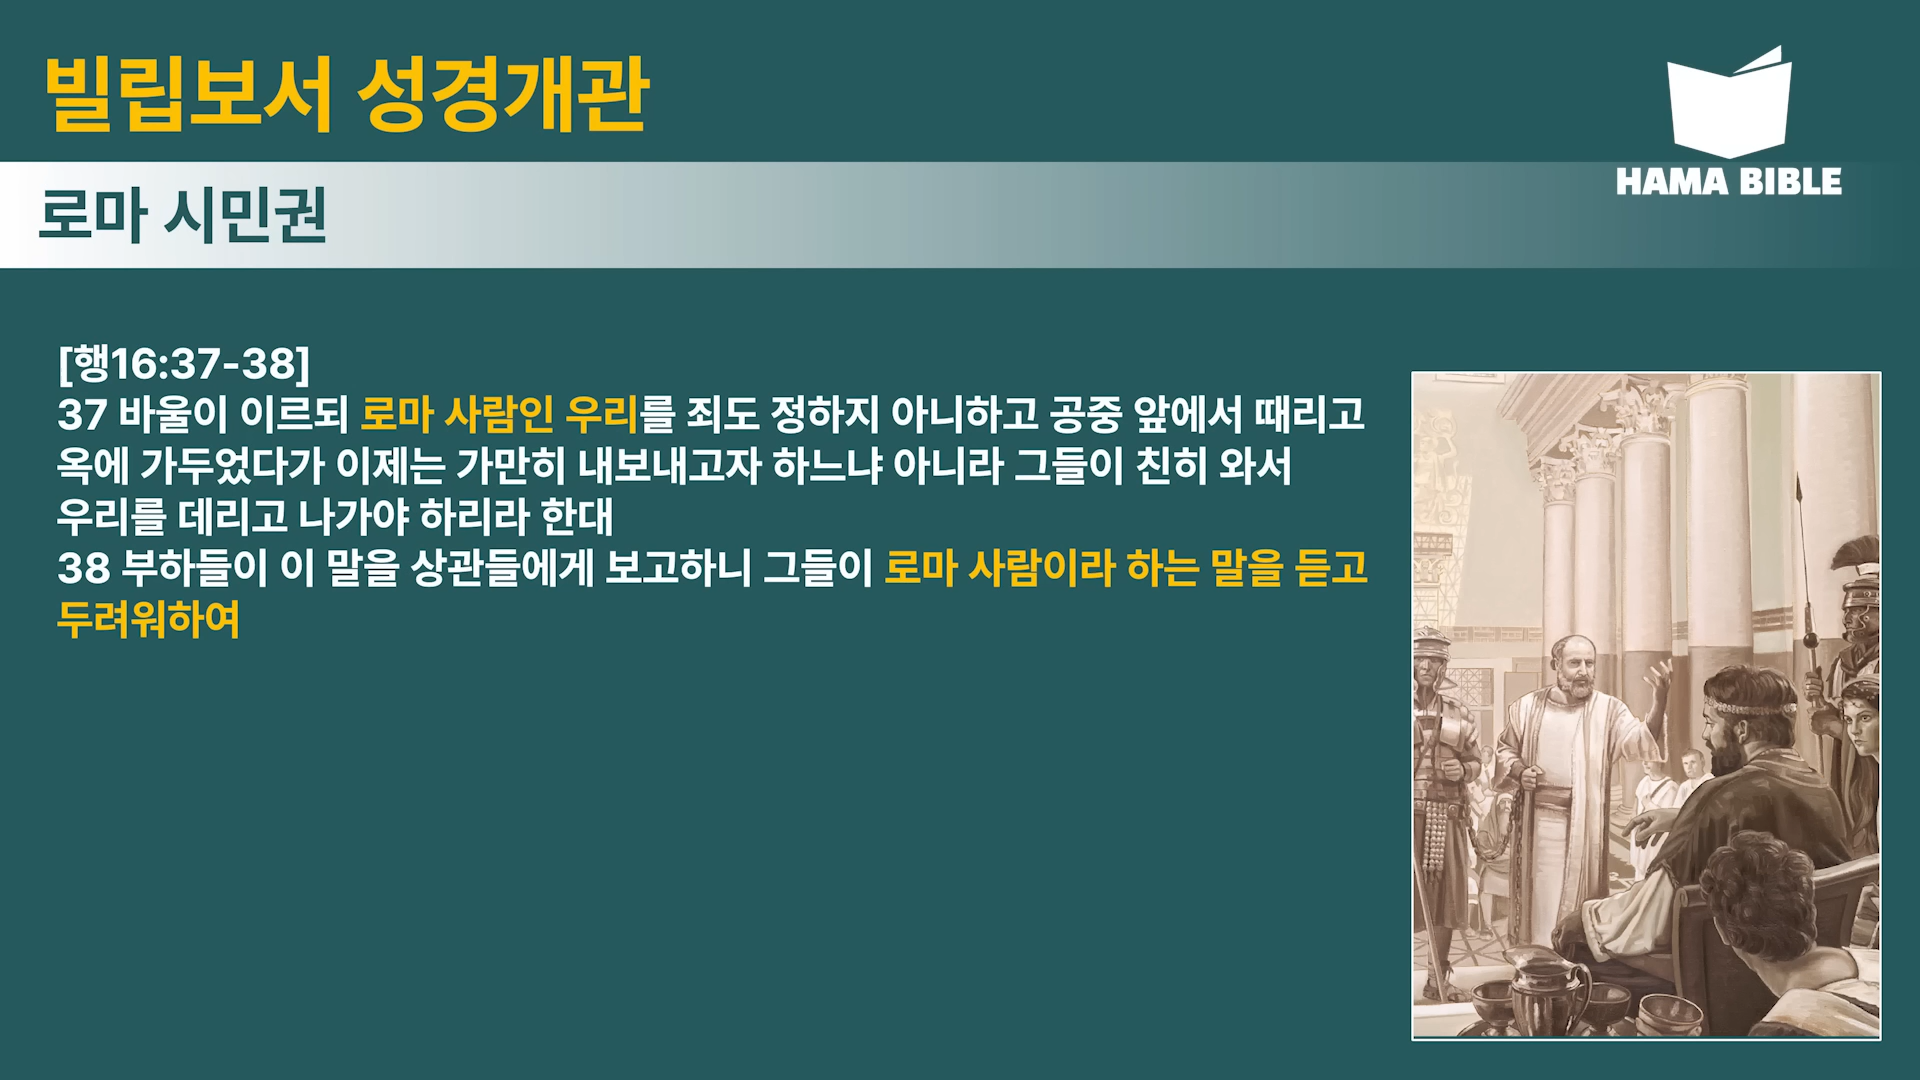 빌립보서 성경개관
HAMA BIBLE
로마 시민권
[행16:37-38]
37 바울이 이르되 로마 사람인 우리를 죄도 정하지 아니하고 공중 앞에서 때리고
옥에 가두었다가 이제는 가만히 내보내고자 하느냐 아니라 그들이 친히 와서
우리를 데리고 나가야 하리라 한대
38 부하들이 이 말을 상관들에게 보고하니 그들이 로마 사람이라 하는 말을 듣고
두려워하여